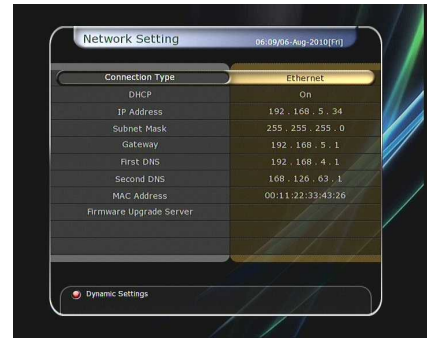 Network Setting 06:09/06-Aug-2010[Fri]
Connection Type Ethernet
DHCP On
IP Address 192 . 168 . 5 . 34
Subnet Mask 255 . 255 . 255 . 0
Gateway 192 . 168 . 5 . 1
First DNS 192 . 168 . 4 . 1
Second DNS 168 . 126 . 63 . 1
MAC Address 00:11:22:33:43:26
Firmware Upgrade Server
Dynamic Settings